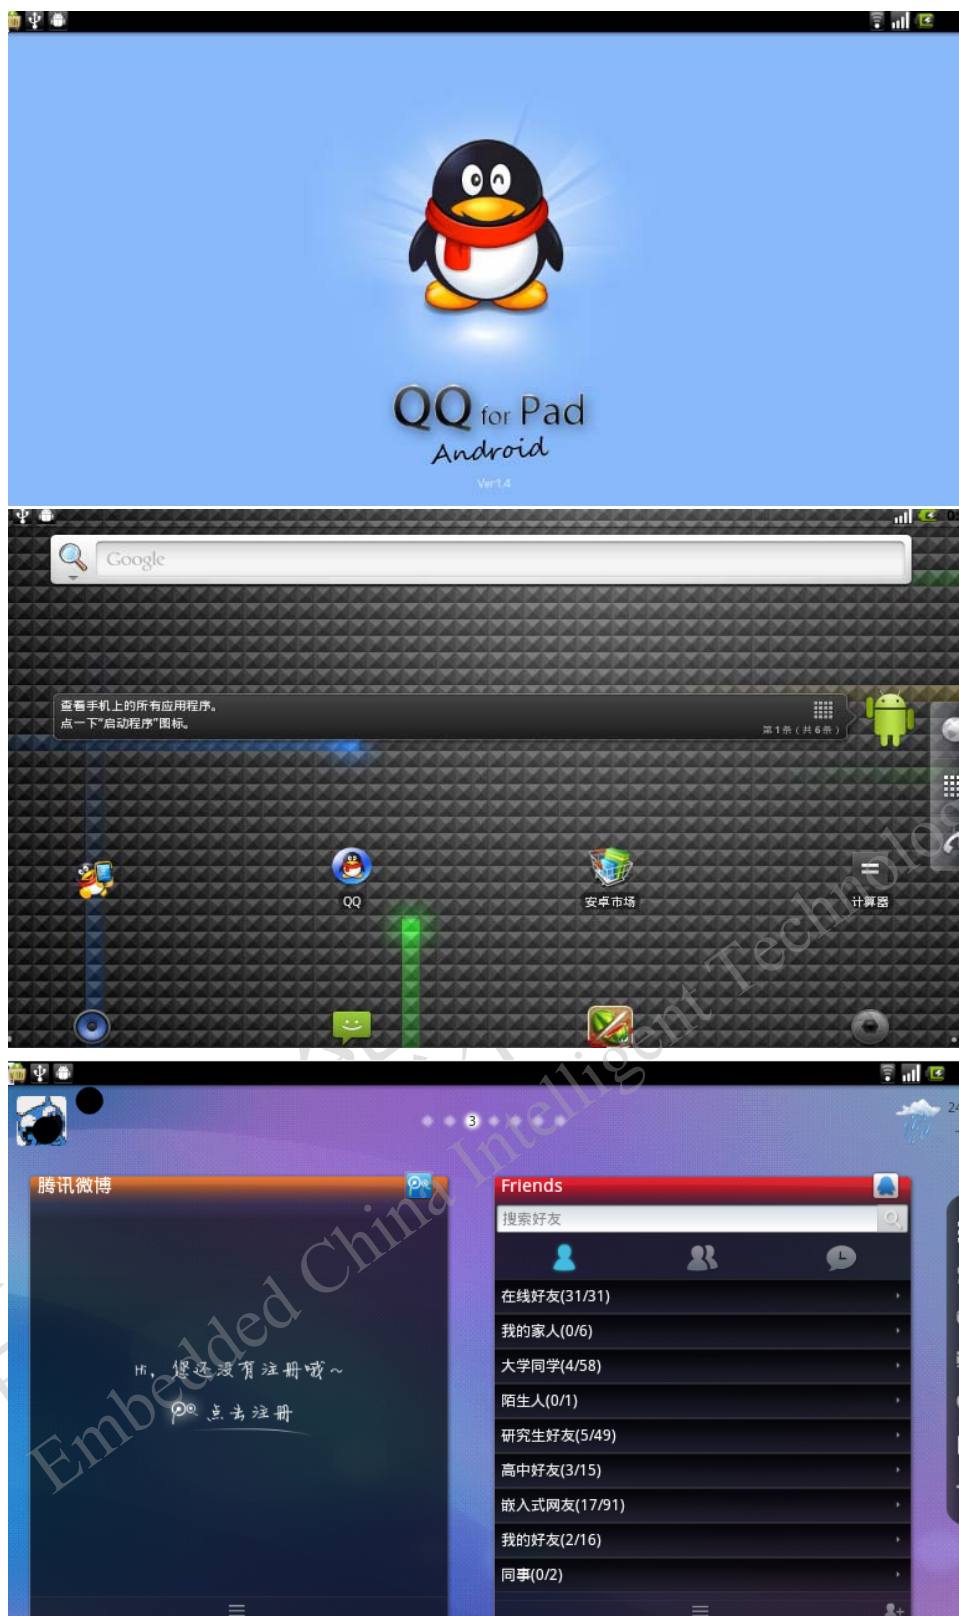 QQ for Pad
Android
Ver1.4
Google
查看手机上的所有应用程序。
点一下"启动程序"图标。
第1条（共6条）
QQ
安卓市场
计算器
3
24
腾讯微博
Friends
搜索好友
在线好友(31/31)
我的家人(0/6)
大学同学(4/58)
陌生人(0/1)
研究生好友(5/49)
高中好友(3/15)
嵌入式网友(17/91)
我的好友(2/16)
同事(0/2)
Hi，您还没有注册哦～
点击注册
Embedded China Intelligent Technolo